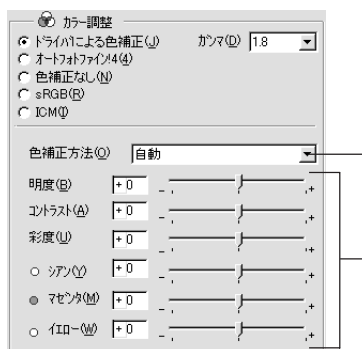 カラー調整
ドライバによる色補正(J) ガンマ(D) 1.8
オートフォトファイン!4(4)
色補正なし(N)
sRGB(R)
ICM(I)
色補正方法(O) 自動
明度(B) +0 - +
コントラスト(A) +0 - +
彩度(U) +0 - +
シアン(Y) +0 - +
マゼンタ(M) +0 - +
イエロー(W) +0 - +